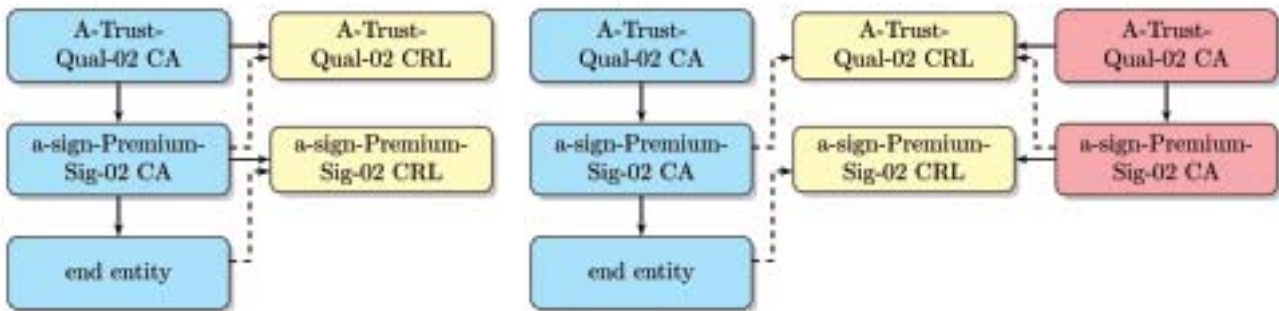 A-Trust-
Qual-02 CA
A-Trust-
Qual-02 CRL
a-sign-Premium-
Sig-02 CA
a-sign-Premium-
Sig-02 CRL
end entity
A-Trust-
Qual-02 CA
A-Trust-
Qual-02 CRL
A-Trust-
Qual-02 CA
a-sign-Premium-
Sig-02 CA
a-sign-Premium-
Sig-02 CRL
a-sign-Premium-
Sig-02 CA
end entity